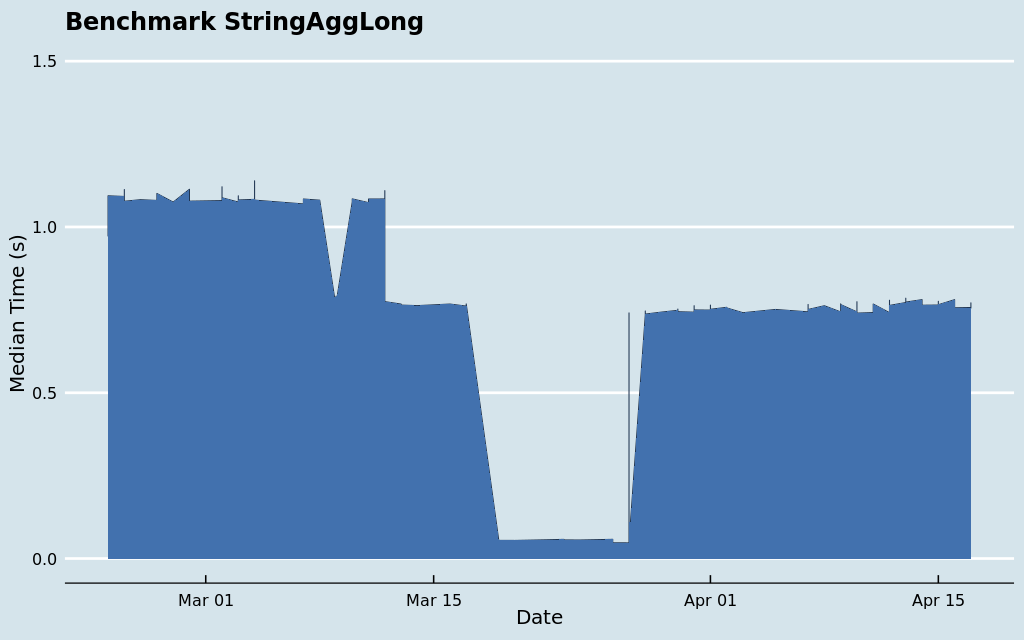 Benchmark StringAggLong
1.5
1.0
0.5
0.0
Median Time (s)
Mar 01
Mar 15
Apr 01
Apr 15
Date